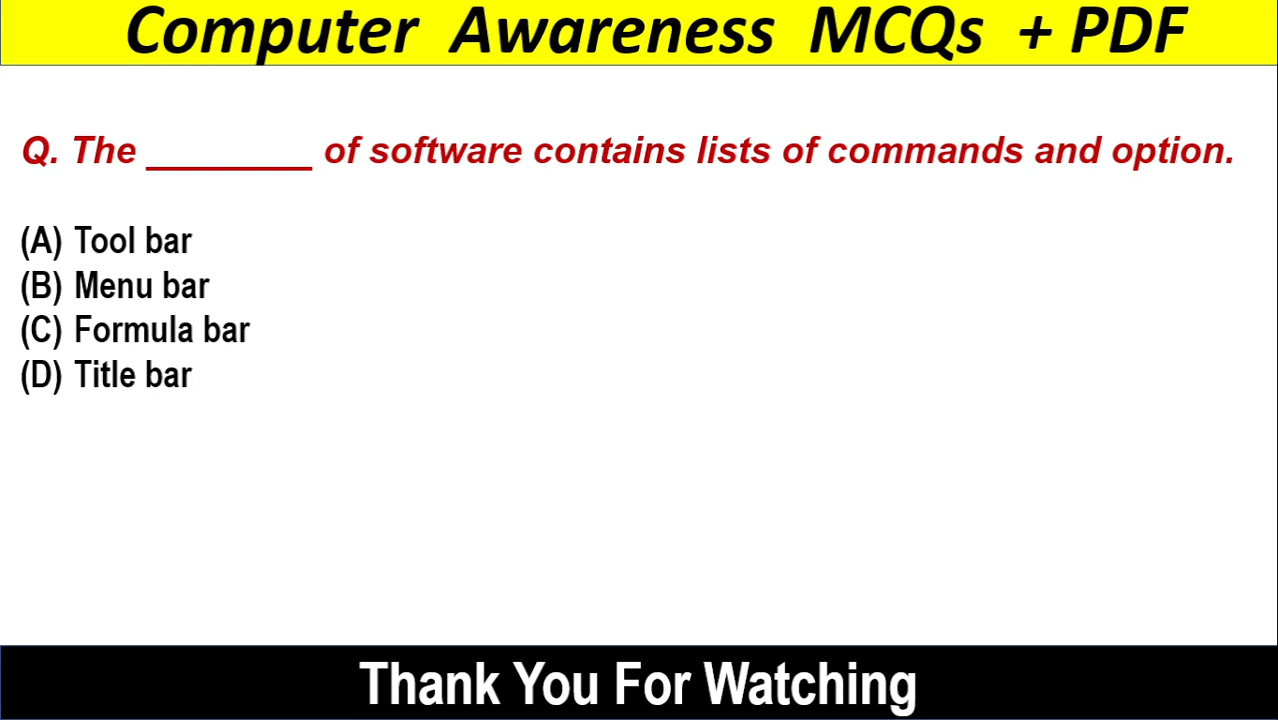 Computer Awareness MCQs + PDF
Q. The ________ of software contains lists of commands and option.
(A) Tool bar
(B) Menu bar
(C) Formula bar
(D) Title bar
Thank You For Watching